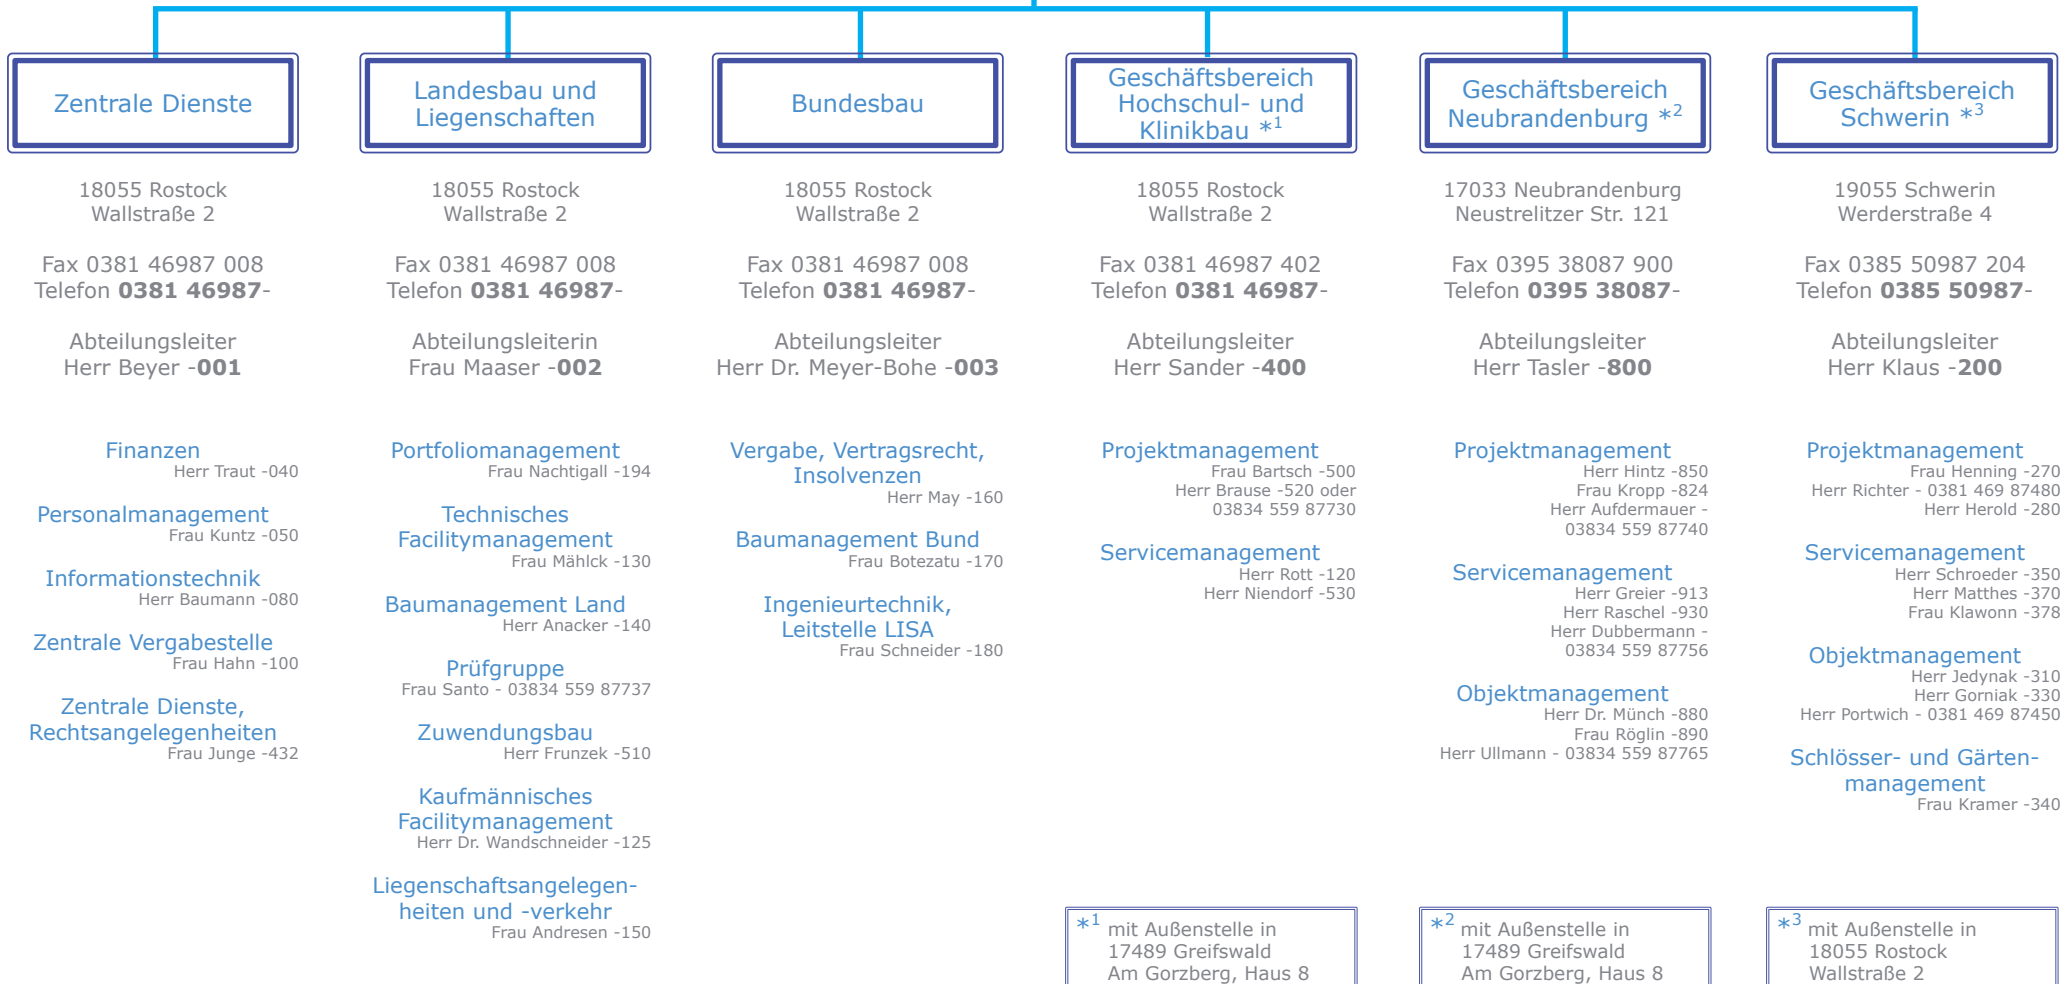 Zentrale Dienste
18055 Rostock
Wallstraße 2
Fax 0381 46987 008
Telefon 0381 46987-
Abteilungsleiter
Herr Beyer -001
Finanzen
Herr Traut -040
Personalmanagement
Frau Kuntz -050
Informationstechnik
Herr Baumann -080
Zentrale Vergabestelle
Frau Hahn -100
Zentrale Dienste,
Rechtsangelegenheiten
Frau Junge -432
Landesbau und
Liegenschaften
18055 Rostock
Wallstraße 2
Fax 0381 46987 008
Telefon 0381 46987-
Abteilungsleiterin
Frau Maaser -002
Portfoliomanagement
Frau Nachtigall -194
Technisches
Facilitymanagement
Frau Mählck -130
Baumanagement Land
Herr Anacker -140
Prüfgruppe
Frau Santo - 03834 559 87737
Zuwendungsbau
Herr Frunzek -510
Kaufmännisches
Facilitymanagement
Herr Dr. Wandschneider -125
Liegenschaftsangelegen-
heiten und -verkehr
Frau Andresen -150
Bundesbau
18055 Rostock
Wallstraße 2
Fax 0381 46987 008
Telefon 0381 46987-
Abteilungsleiter
Herr Dr. Meyer-Bohe -003
Vergabe, Vertragsrecht,
Insolvenzen
Herr May -160
Baumanagement Bund
Frau Botezatu -170
Ingenieurtechnik,
Leitstelle LISA
Frau Schneider -180
Geschäftsbereich
Hochschul- und
Klinikbau *1
18055 Rostock
Wallstraße 2
Fax 0381 46987 402
Telefon 0381 46987-
Abteilungsleiter
Herr Sander -400
Projektmanagement
Frau Bartsch -500
Herr Brause -520 oder
03834 559 87730
Servicemanagement
Herr Rott -120
Herr Niendorf -530
*1 mit Außenstelle in
17489 Greifswald
Am Gorzberg, Haus 8
Geschäftsbereich
Neubrandenburg *2
17033 Neubrandenburg
Neustrelitzer Str. 121
Fax 0395 38087 900
Telefon 0395 38087-
Abteilungsleiter
Herr Tasler -800
Projektmanagement
Herr Hintz -850
Frau Kropp -824
Herr Aufdermauer -
03834 559 87740
Servicemanagement
Herr Greier -913
Herr Raschel -930
Herr Dubbermann -
03834 559 87756
Objektmanagement
Herr Dr. Münch -880
Frau Röglin -890
Herr Ullmann - 03834 559 87765
*2 mit Außenstelle in
17489 Greifswald
Am Gorzberg, Haus 8
Geschäftsbereich
Schwerin *3
19055 Schwerin
Werderstraße 4
Fax 0385 50987 204
Telefon 0385 50987-
Abteilungsleiter
Herr Klaus -200
Projektmanagement
Frau Henning -270
Herr Richter - 0381 469 87480
Herr Herold -280
Servicemanagement
Herr Schroeder -350
Herr Matthes -370
Frau Klawonn -378
Objektmanagement
Herr Jedynak -310
Herr Gorniak -330
Herr Portwich - 0381 469 87450
Schlösser- und Gärten-
management
Frau Kramer -340
*3 mit Außenstelle in
18055 Rostock
Wallstraße 2